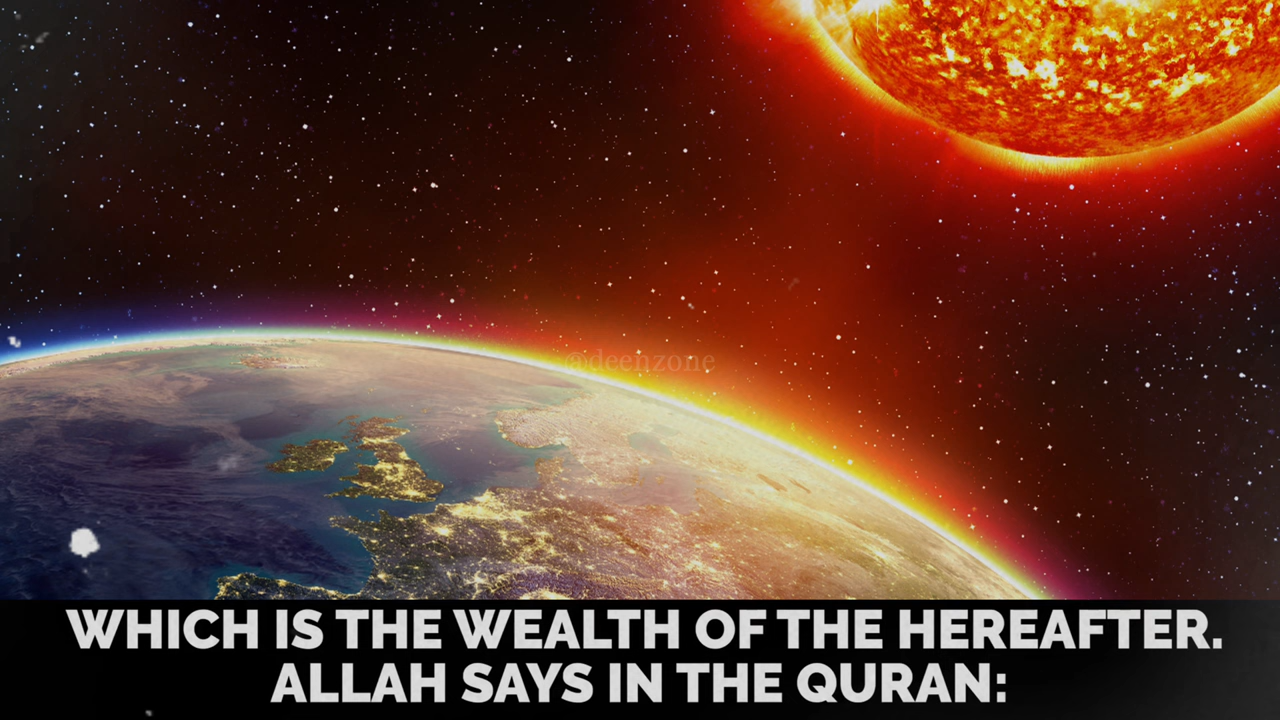 @deenzone
WHICH IS THE WEALTH OF THE HEREAFTER.
ALLAH SAYS IN THE QURAN: